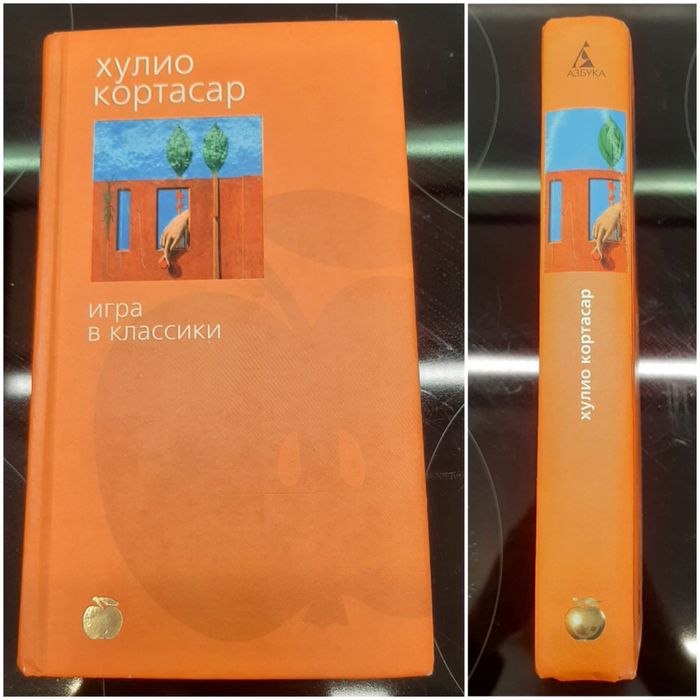 хулио
кортасар
игра
в классики
АЗБУКА
хулио кортасар